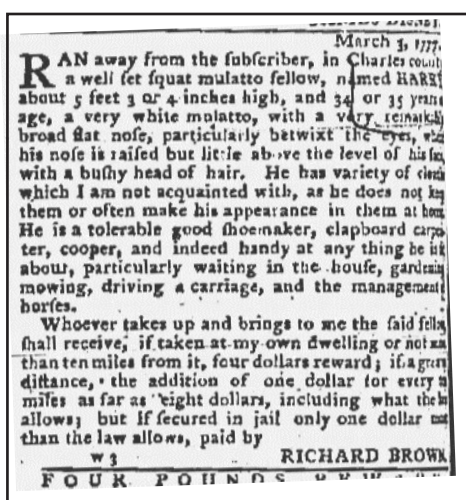 March 3, 1777.
RAN away from the ſubſcriber, in Charles
a well ſet ſquat mulatto fellow, named HARRY
about 5 feet 3 or 4 inches high, and 34 or 35 years
age, a very white mulatto, with a very
broad flat noſe, particularly betwixt the eyes,
his noſe is raiſed but little above the level of his
with a buſhy head of hair. He has variety of
which I am not acquainted with, as he does not
them or often make his appearance in them at
He is a tolerable good ſhoemaker, clapboard
ter, cooper, and indeed handy at any thing he
about, particularly waiting in the houſe,
mowing, driving a carriage, and the management
horſes.
Whoever takes up and brings to me the ſaid
ſhall receive, if taken at my own dwelling or not
than ten miles from it, four dollars reward; if a
diſtance, the addition of one dollar for every
miles as far as eight dollars, including what the
allows; but if ſecured in jail only one dollar
than the law allows, paid by
w 3 RICHARD BROWN
FOUR POUNDS